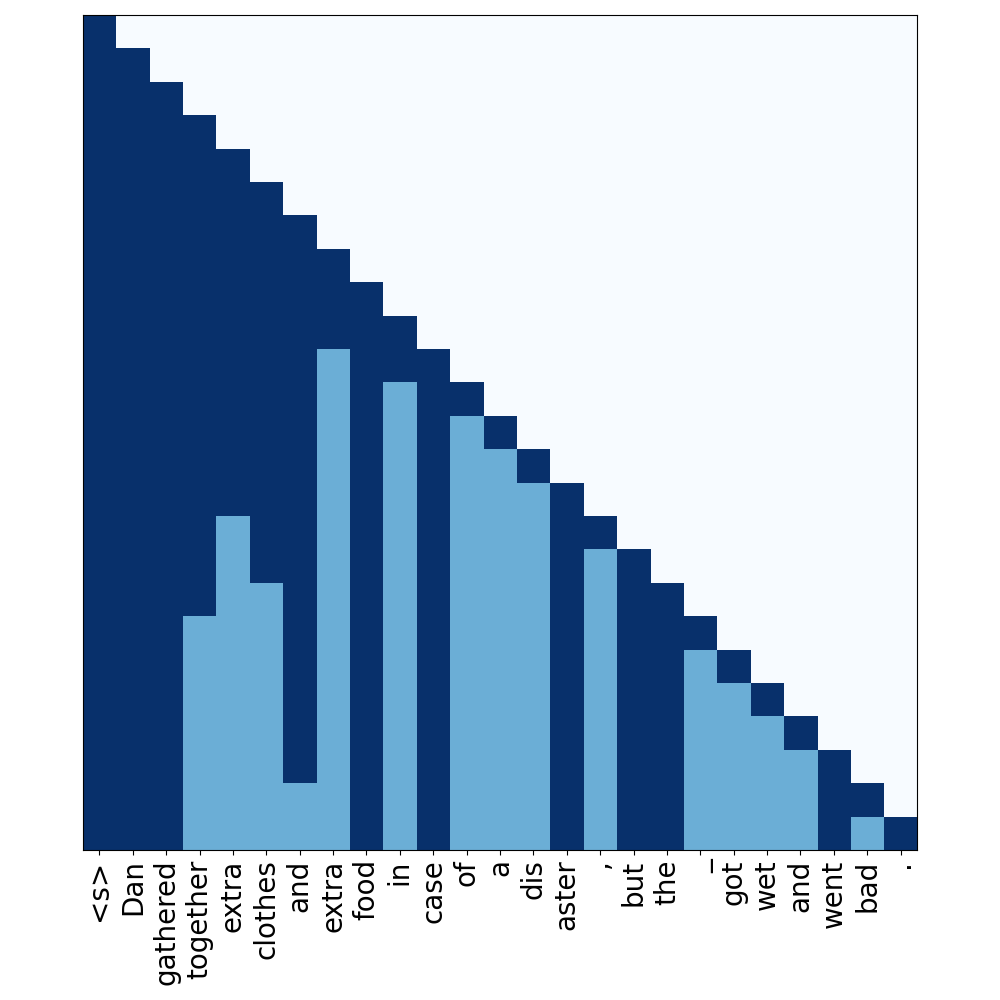 <s> Dan gathered together extra clothes and extra food in case of a dis aster , but the _ got wet and went bad .